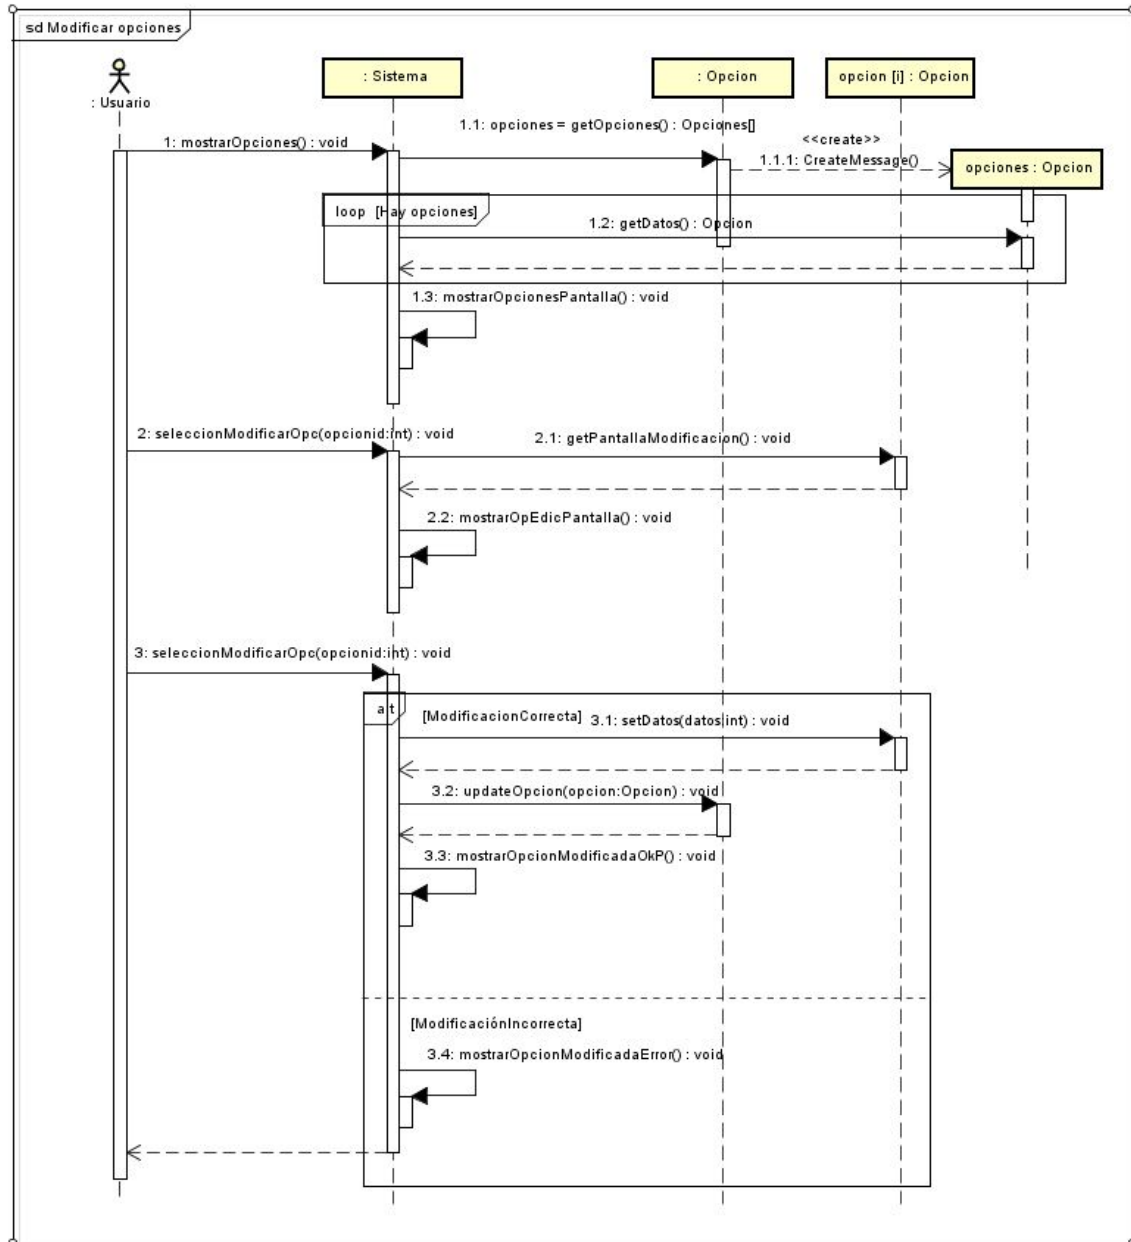 sd Modificar opciones
: Usuario
: Sistema
: Opcion
opcion [i] : Opcion
1: mostrarOpciones() : void
1.1: opciones = getOpciones() : Opciones[]
<<create>>
1.1.1: CreateMessage()
opciones : Opcion
loop [Hay opciones]
1.2: getDatos() : Opcion
1.3: mostrarOpcionesPantalla() : void
2: seleccionModificarOpc(opcionid:int) : void
2.1: getPantallaModificacion() : void
2.2: mostrarOpEdicPantalla() : void
3: seleccionModificarOpc(opcionid:int) : void
alt
[ModificacionCorrecta]
3.1: setDatos(datos:int) : void
3.2: updateOpcion(opcion:Opcion) : void
3.3: mostrarOpcionModificadaOkP() : void
[ModificaciónIncorrecta]
3.4: mostrarOpcionModificadaError() : void